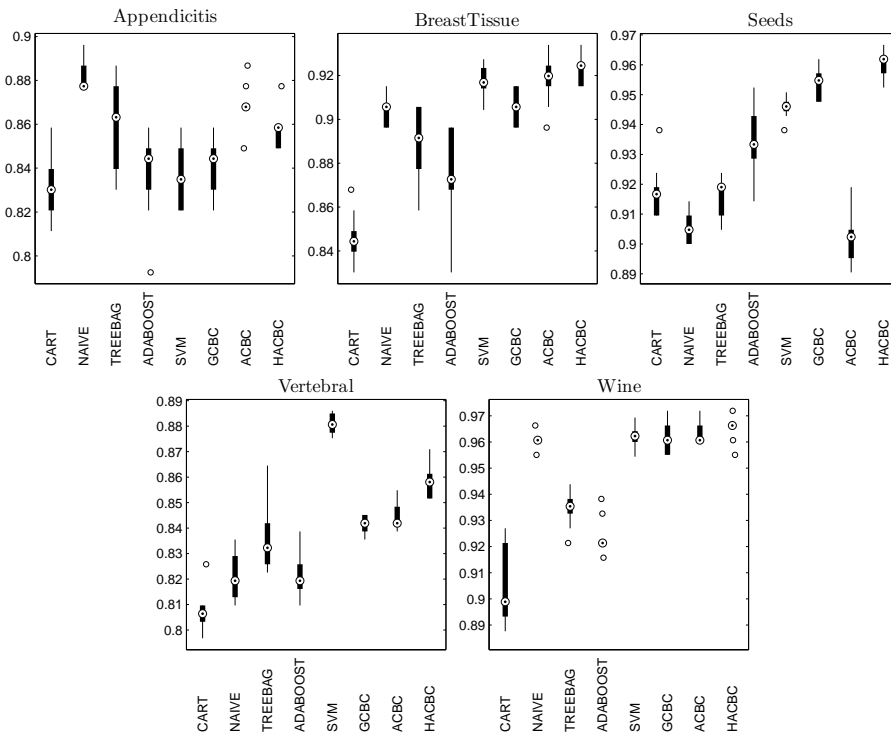 Appendicitis
0.9
0.88
0.86
0.84
0.82
0.8
CART
NAIVE
TREEBAG
ADABOOST
SVM
GCBC
ACBC
HACBC
BreastTissue
0.92
0.9
0.88
0.86
0.84
CART
NAIVE
TREEBAG
ADABOOST
SVM
GCBC
ACBC
HACBC
Seeds
0.97
0.96
0.95
0.94
0.93
0.92
0.91
0.9
0.89
CART
NAIVE
TREEBAG
ADABOOST
SVM
GCBC
ACBC
HACBC
Vertebral
0.89
0.88
0.87
0.86
0.85
0.84
0.83
0.82
0.81
0.8
CART
NAIVE
TREEBAG
ADABOOST
SVM
GCBC
ACBC
HACBC
Wine
0.97
0.96
0.95
0.94
0.93
0.92
0.91
0.9
0.89
CART
NAIVE
TREEBAG
ADABOOST
SVM
GCBC
ACBC
HACBC